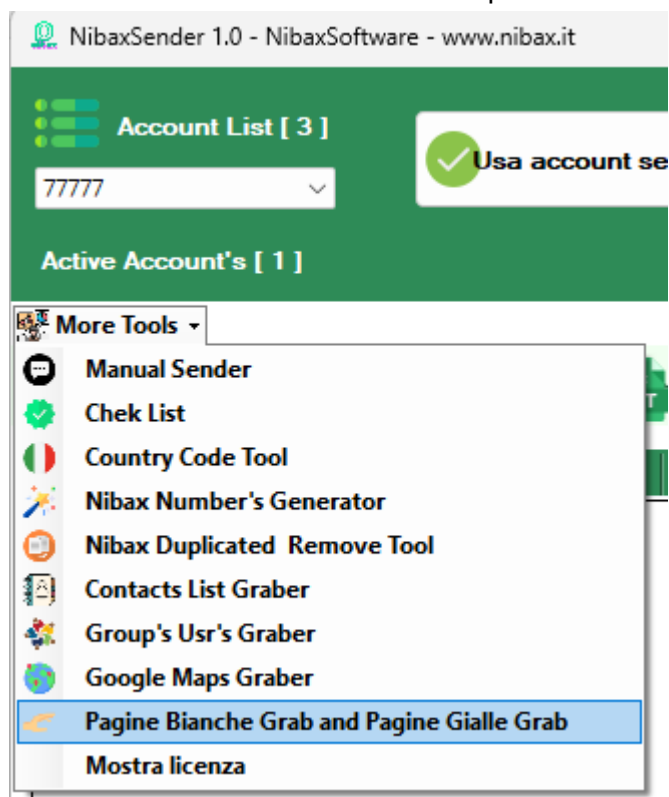 NibaxSender 1.0 - NibaxSoftware - www.nibax.it
Account List [ 3 ]
Usa account se
77777
Active Account's [ 1 ]
More Tools
Manual Sender
Chek List
T
Country Code Tool
Nibax Number's Generator
Nibax Duplicated Remove Tool
Contacts List Graber
Group's Usr's Graber
Google Maps Graber
Pagine Bianche Grab and Pagine Gialle Grab
Mostra licenza